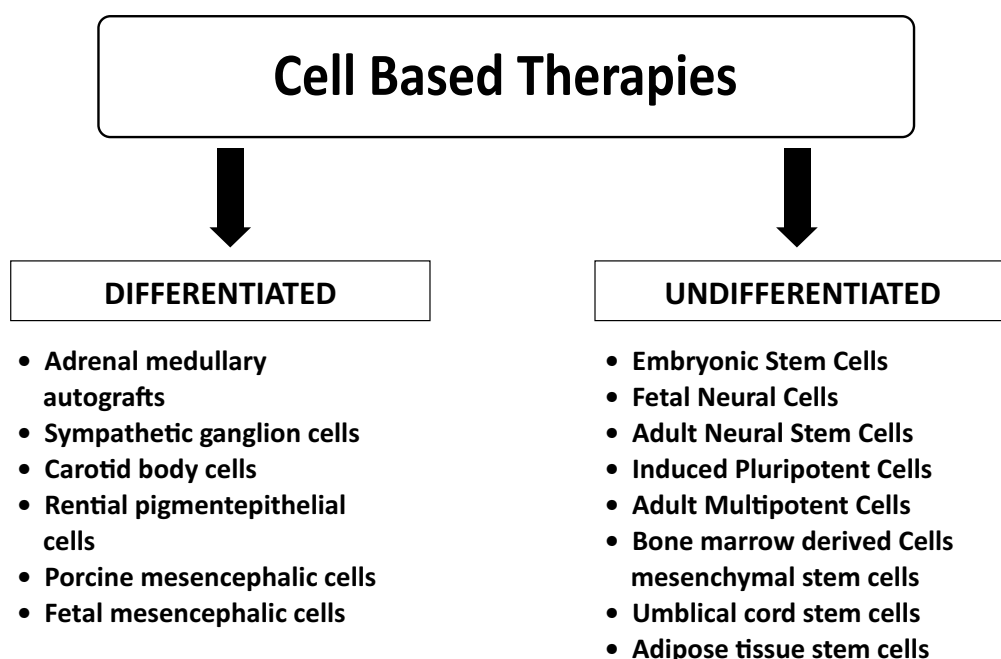 Cell Based Therapies
DIFFERENTIATED
• Adrenal medullary
autografts
• Sympathetic ganglion cells
• Carotid body cells
• Rential pigmentepithelial
cells
• Porcine mesencephalic cells
• Fetal mesencephalic cells
UNDIFFERENTIATED
• Embryonic Stem Cells
• Fetal Neural Cells
• Adult Neural Stem Cells
• Induced Pluripotent Cells
• Adult Multipotent Cells
• Bone marrow derived Cells
mesenchymal stem cells
• Umblical cord stem cells
• Adipose tissue stem cells